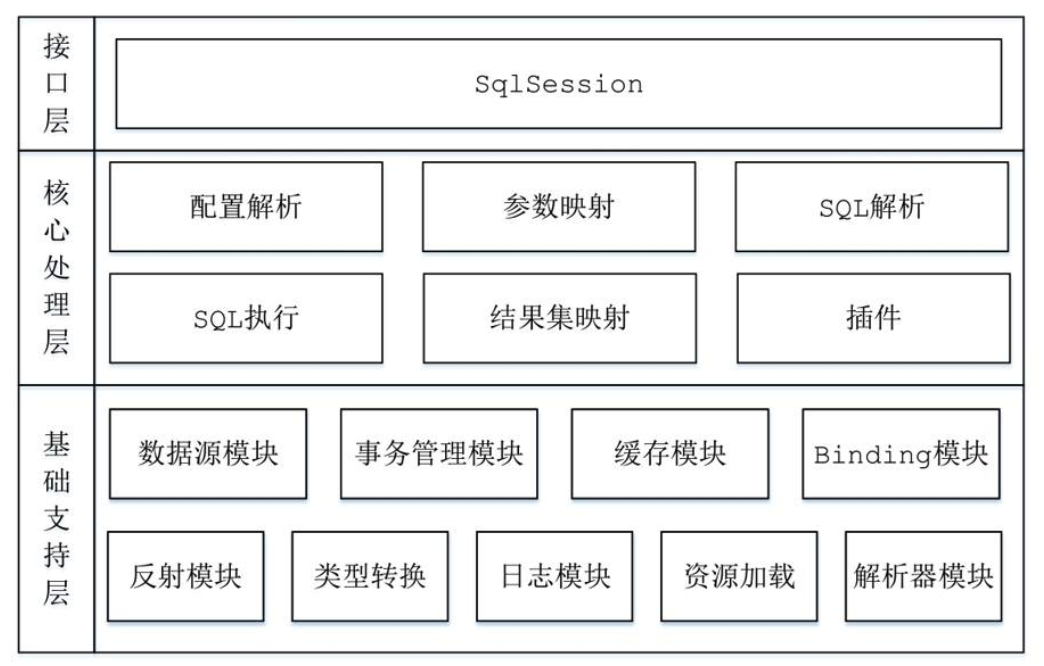 接口层
SqlSession
核心处理层
配置解析
参数映射
SQL解析
SQL执行
结果集映射
插件
基础支持层
数据源模块
事务管理模块
缓存模块
Binding模块
反射模块
类型转换
日志模块
资源加载
解析器模块